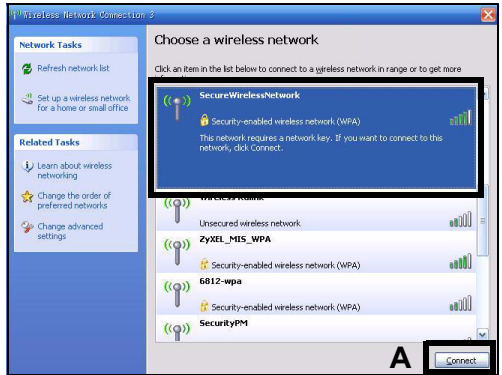 Wireless Network Connection 3
Network Tasks
Refresh network list
Set up a wireless network
for a home or small office
Related Tasks
Learn about wireless
networking
Change the order of
preferred networks
Change advanced
settings
Choose a wireless network
Click an item in the list below to connect to a wireless network in range or to get more
SecureWirelessNetwork
Security-enabled wireless network (WPA)
This network requires a network key. If you want to connect to this
network, click Connect.
Unsecured wireless network
ZyXEL_MIS_WPA
Security-enabled wireless network (WPA)
6812-wpa
Security-enabled wireless network (WPA)
SecurityPM
A
Connect